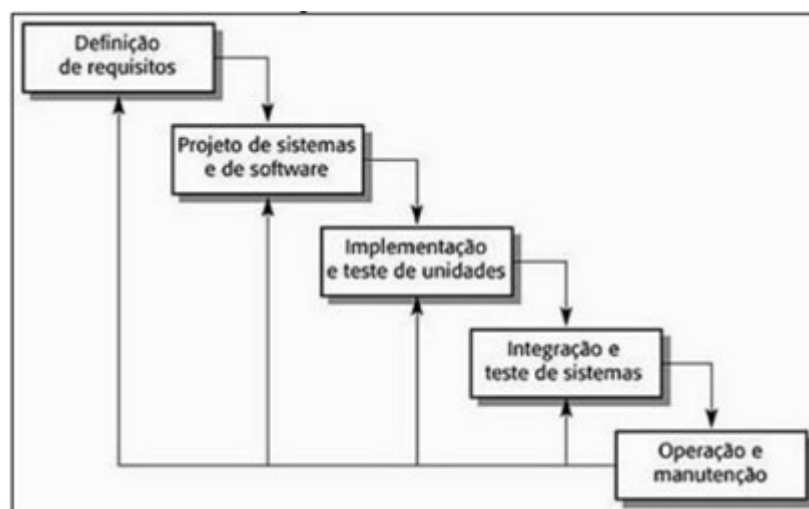 Definição
de requisitos
Projeto de sistemas
e de software
Implementação
e teste de unidades
Integração e
teste de sistemas
Operação e
manutenção